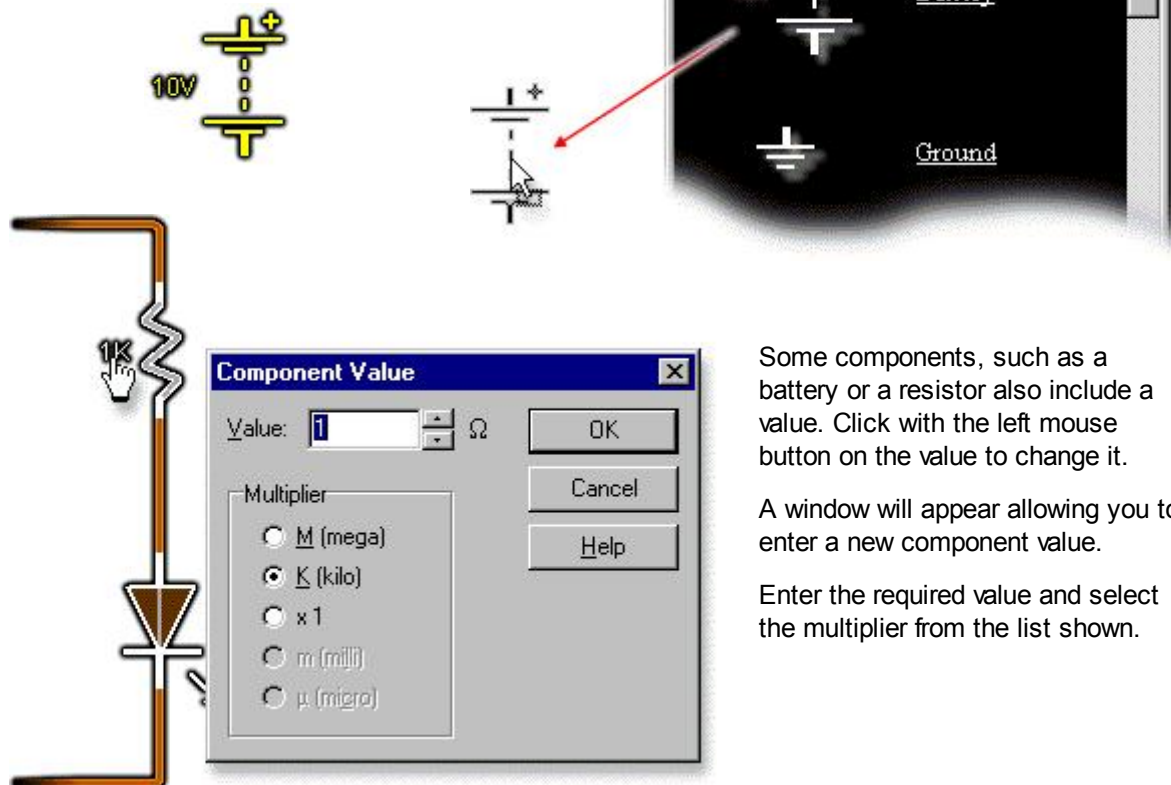 10V
Ground
1K
Component Value
Value: 1 Ω
OK
Cancel
Help
Multiplier
M (mega)
K (kilo)
x 1
m (milli)
µ (micro)
Some components, such as a
battery or a resistor also include a
value. Click with the left mouse
button on the value to change it.
A window will appear allowing you to
enter a new component value.
Enter the required value and select
the multiplier from the list shown.